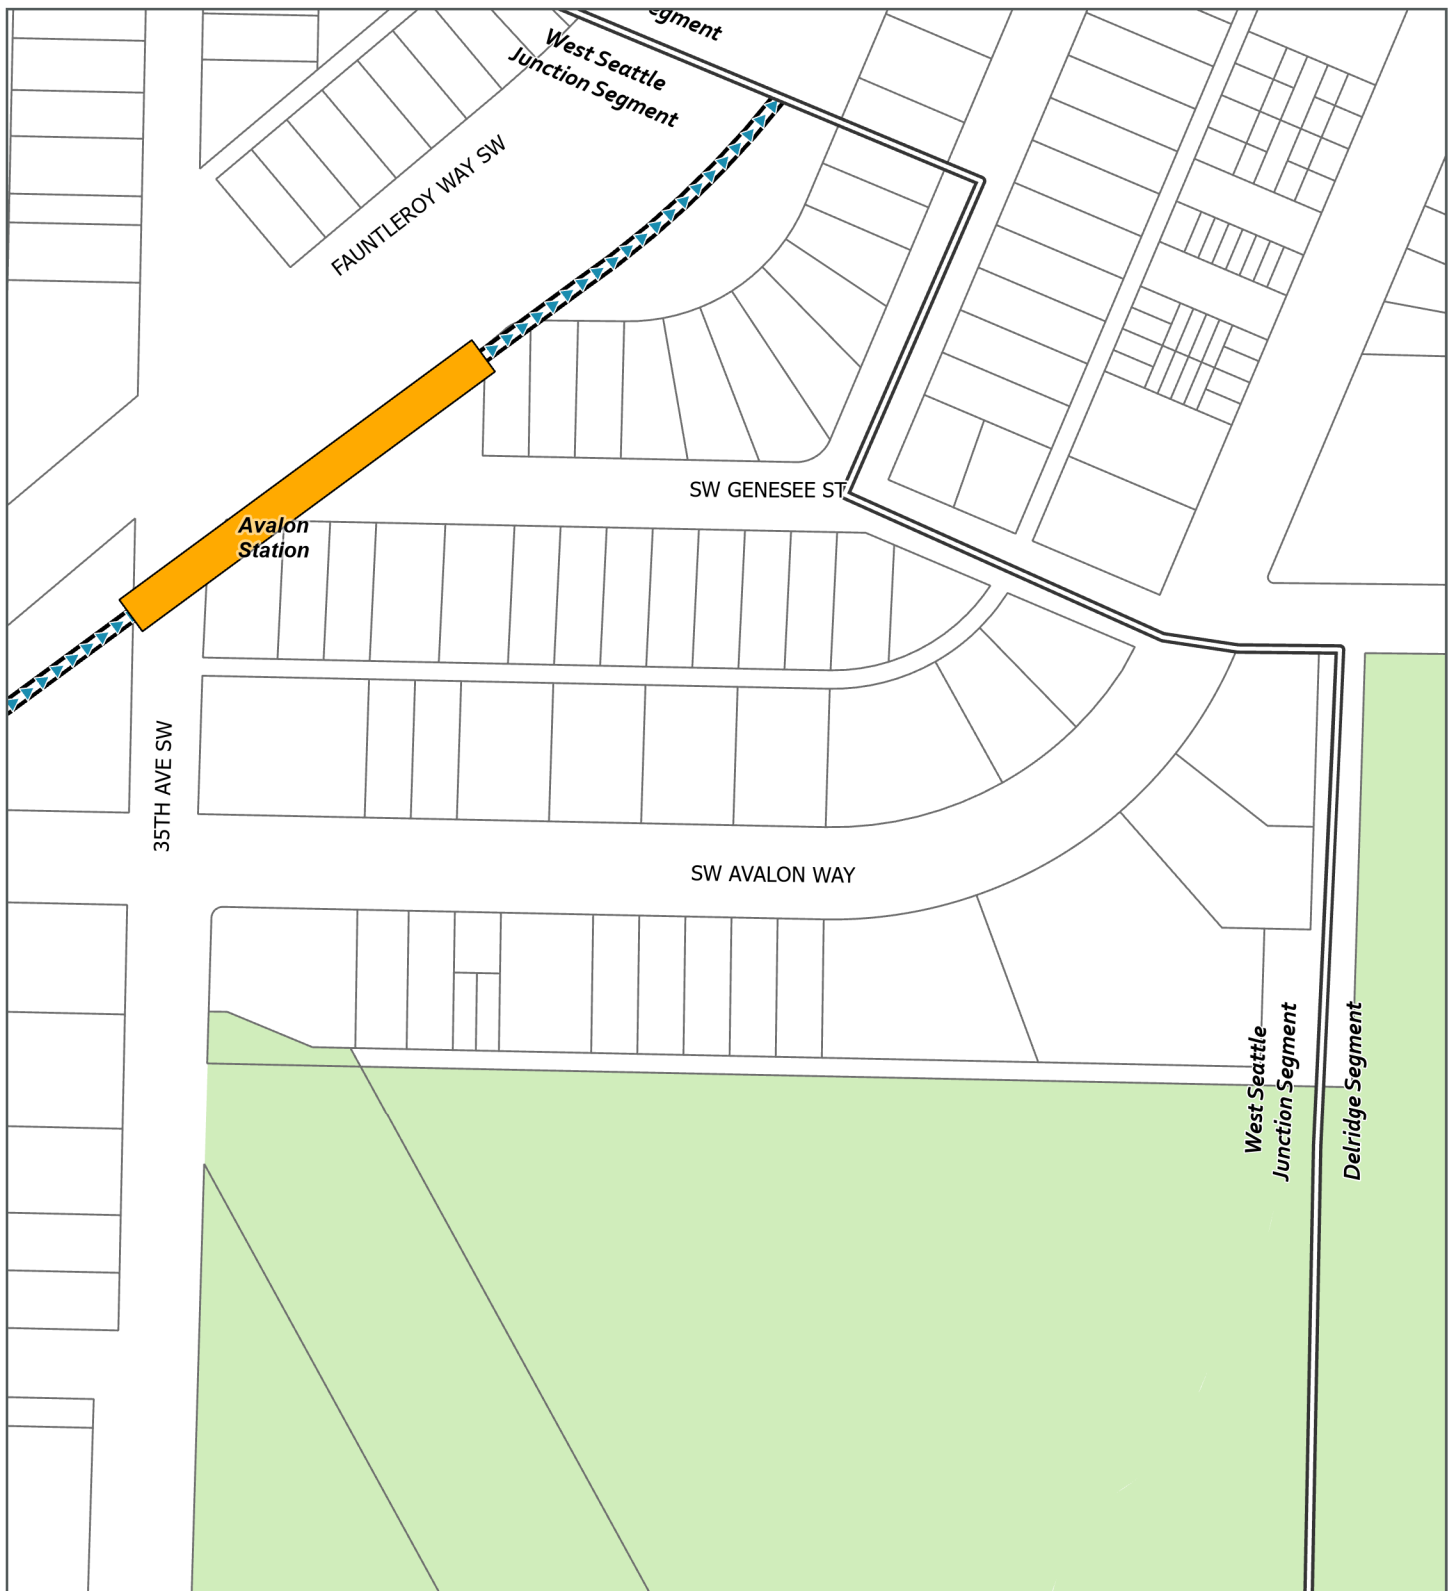 West Seattle
Junction Segment
FAUNTLEROY WAY SW
SW GENESEE ST
Avalon
Station
35TH AVE SW
SW AVALON WAY
West Seattle
Junction Segment
Delridge Segment